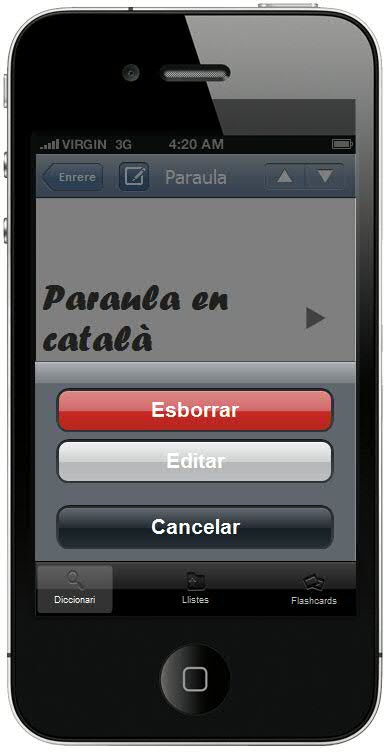 VIRGIN 3G 4:20 AM
Enrere Paraula
Paraula en
català
Esborrar
Editar
Cancelar
Diccionari Llistes Flashcards